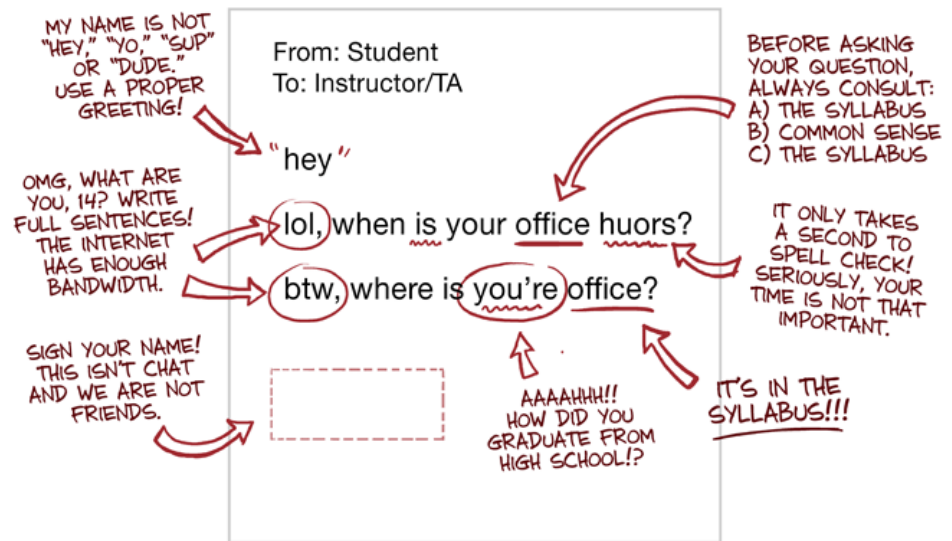 MY NAME IS NOT
"HEY," "YO," "SUP"
OR "DUDE."
USE A PROPER
GREETING!
From: Student
To: Instructor/TA
BEFORE ASKING
YOUR QUESTION,
ALWAYS CONSULT:
A) THE SYLLABUS
B) COMMON SENSE
C) THE SYLLABUS
"hey"
OMG, WHAT ARE
YOU, 14? WRITE
FULL SENTENCES!
THE INTERNET
HAS ENOUGH
BANDWIDTH.
lol, when is your office huors?
IT ONLY TAKES
A SECOND TO
SPELL CHECK!
SERIOUSLY, YOUR
TIME IS NOT THAT
IMPORTANT.
btw, where is you're office?
SIGN YOUR NAME!
THIS ISN'T CHAT
AND WE ARE NOT
FRIENDS.
AAAAHHH!!
HOW DID YOU
GRADUATE FROM
HIGH SCHOOL!?
IT'S IN THE
SYLLABUS!!!